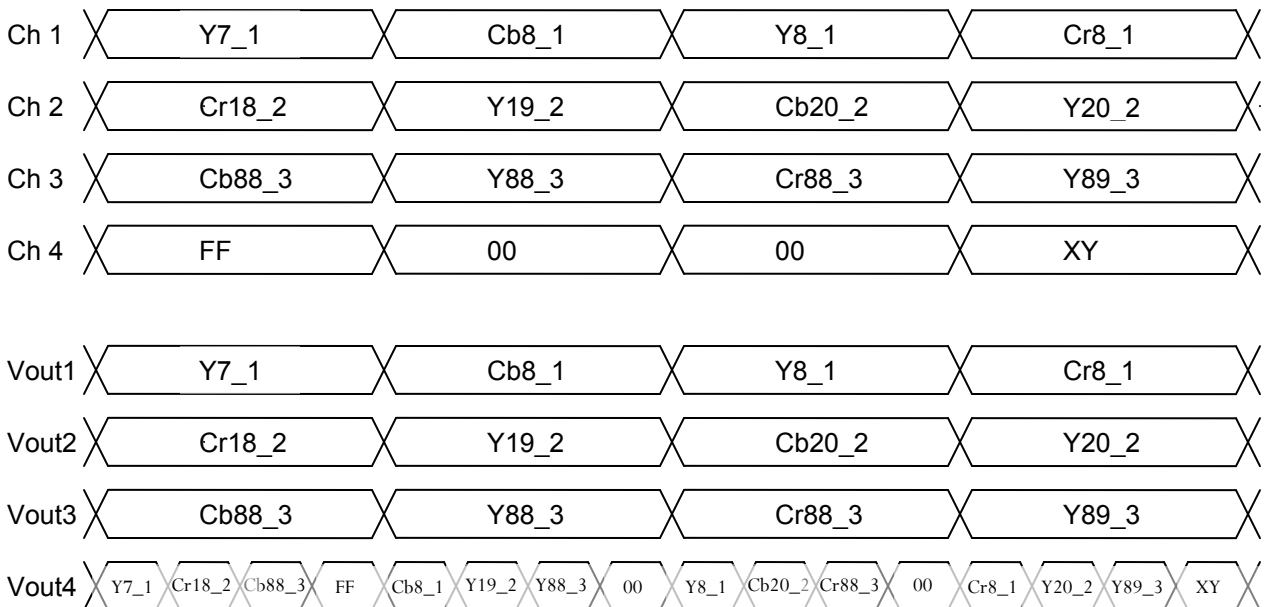 Ch 1 Y7_1 Cb8_1 Y8_1 Cr8_1
Ch 2 Cr18_2 Y19_2 Cb20_2 Y20_2
Ch 3 Cb88_3 Y88_3 Cr88_3 Y89_3
Ch 4 FF 00 00 XY
Vout1 Y7_1 Cb8_1 Y8_1 Cr8_1
Vout2 Cr18_2 Y19_2 Cb20_2 Y20_2
Vout3 Cb88_3 Y88_3 Cr88_3 Y89_3
Vout4 Y7_1 Cr18_2 Cb88_3 FF Cb8_1 Y19_2 Y88_3 00 Y8_1 Cb20_2 Cr88_3 00 Cr8_1 Y20_2 Y89_3 XY